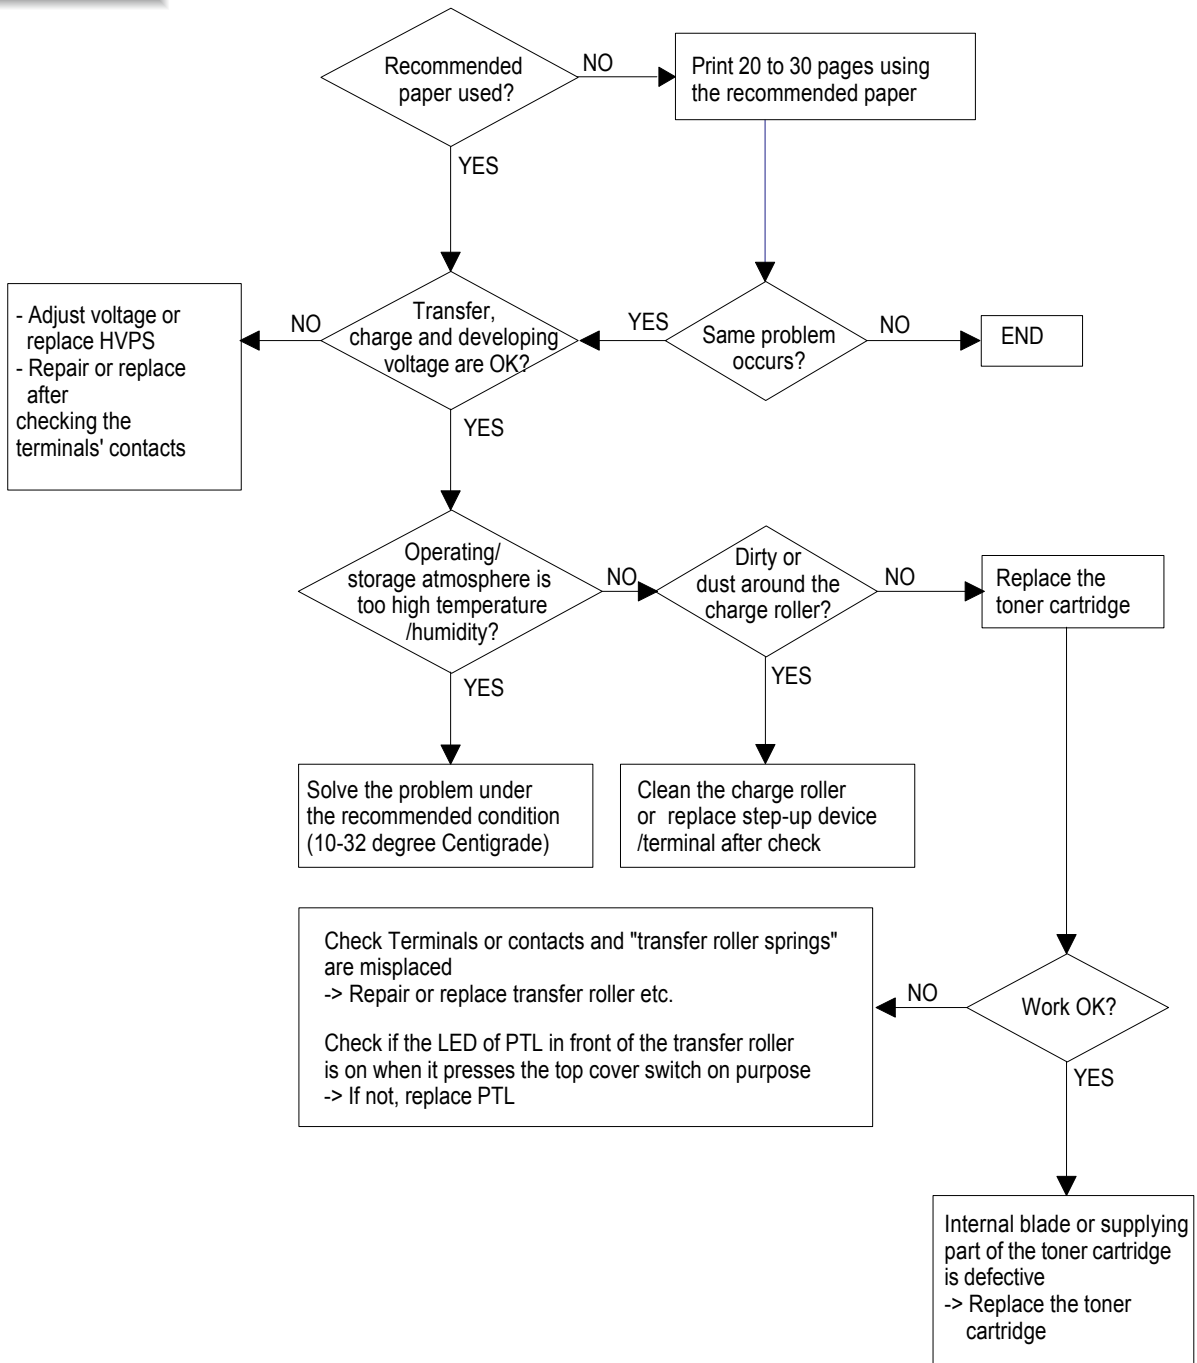 Recommended
paper used?
NO
Print 20 to 30 pages using
the recommended paper
YES
- Adjust voltage or
replace HVPS
- Repair or replace
after
checking the
terminals' contacts
NO
Transfer,
charge and developing
voltage are OK?
YES
Same problem
occurs?
NO
END
YES
Operating/
storage atmosphere is
too high temperature
/humidity?
NO
Dirty or
dust around the
charge roller?
NO
Replace the
toner cartridge
YES
YES
Solve the problem under
the recommended condition
(10-32 degree Centigrade)
Clean the charge roller
or replace step-up device
/terminal after check
Check Terminals or contacts and "transfer roller springs"
are misplaced
-> Repair or replace transfer roller etc.
Check if the LED of PTL in front of the transfer roller
is on when it presses the top cover switch on purpose
-> If not, replace PTL
NO
Work OK?
YES
Internal blade or supplying
part of the toner cartridge
is defective
-> Replace the toner
cartridge